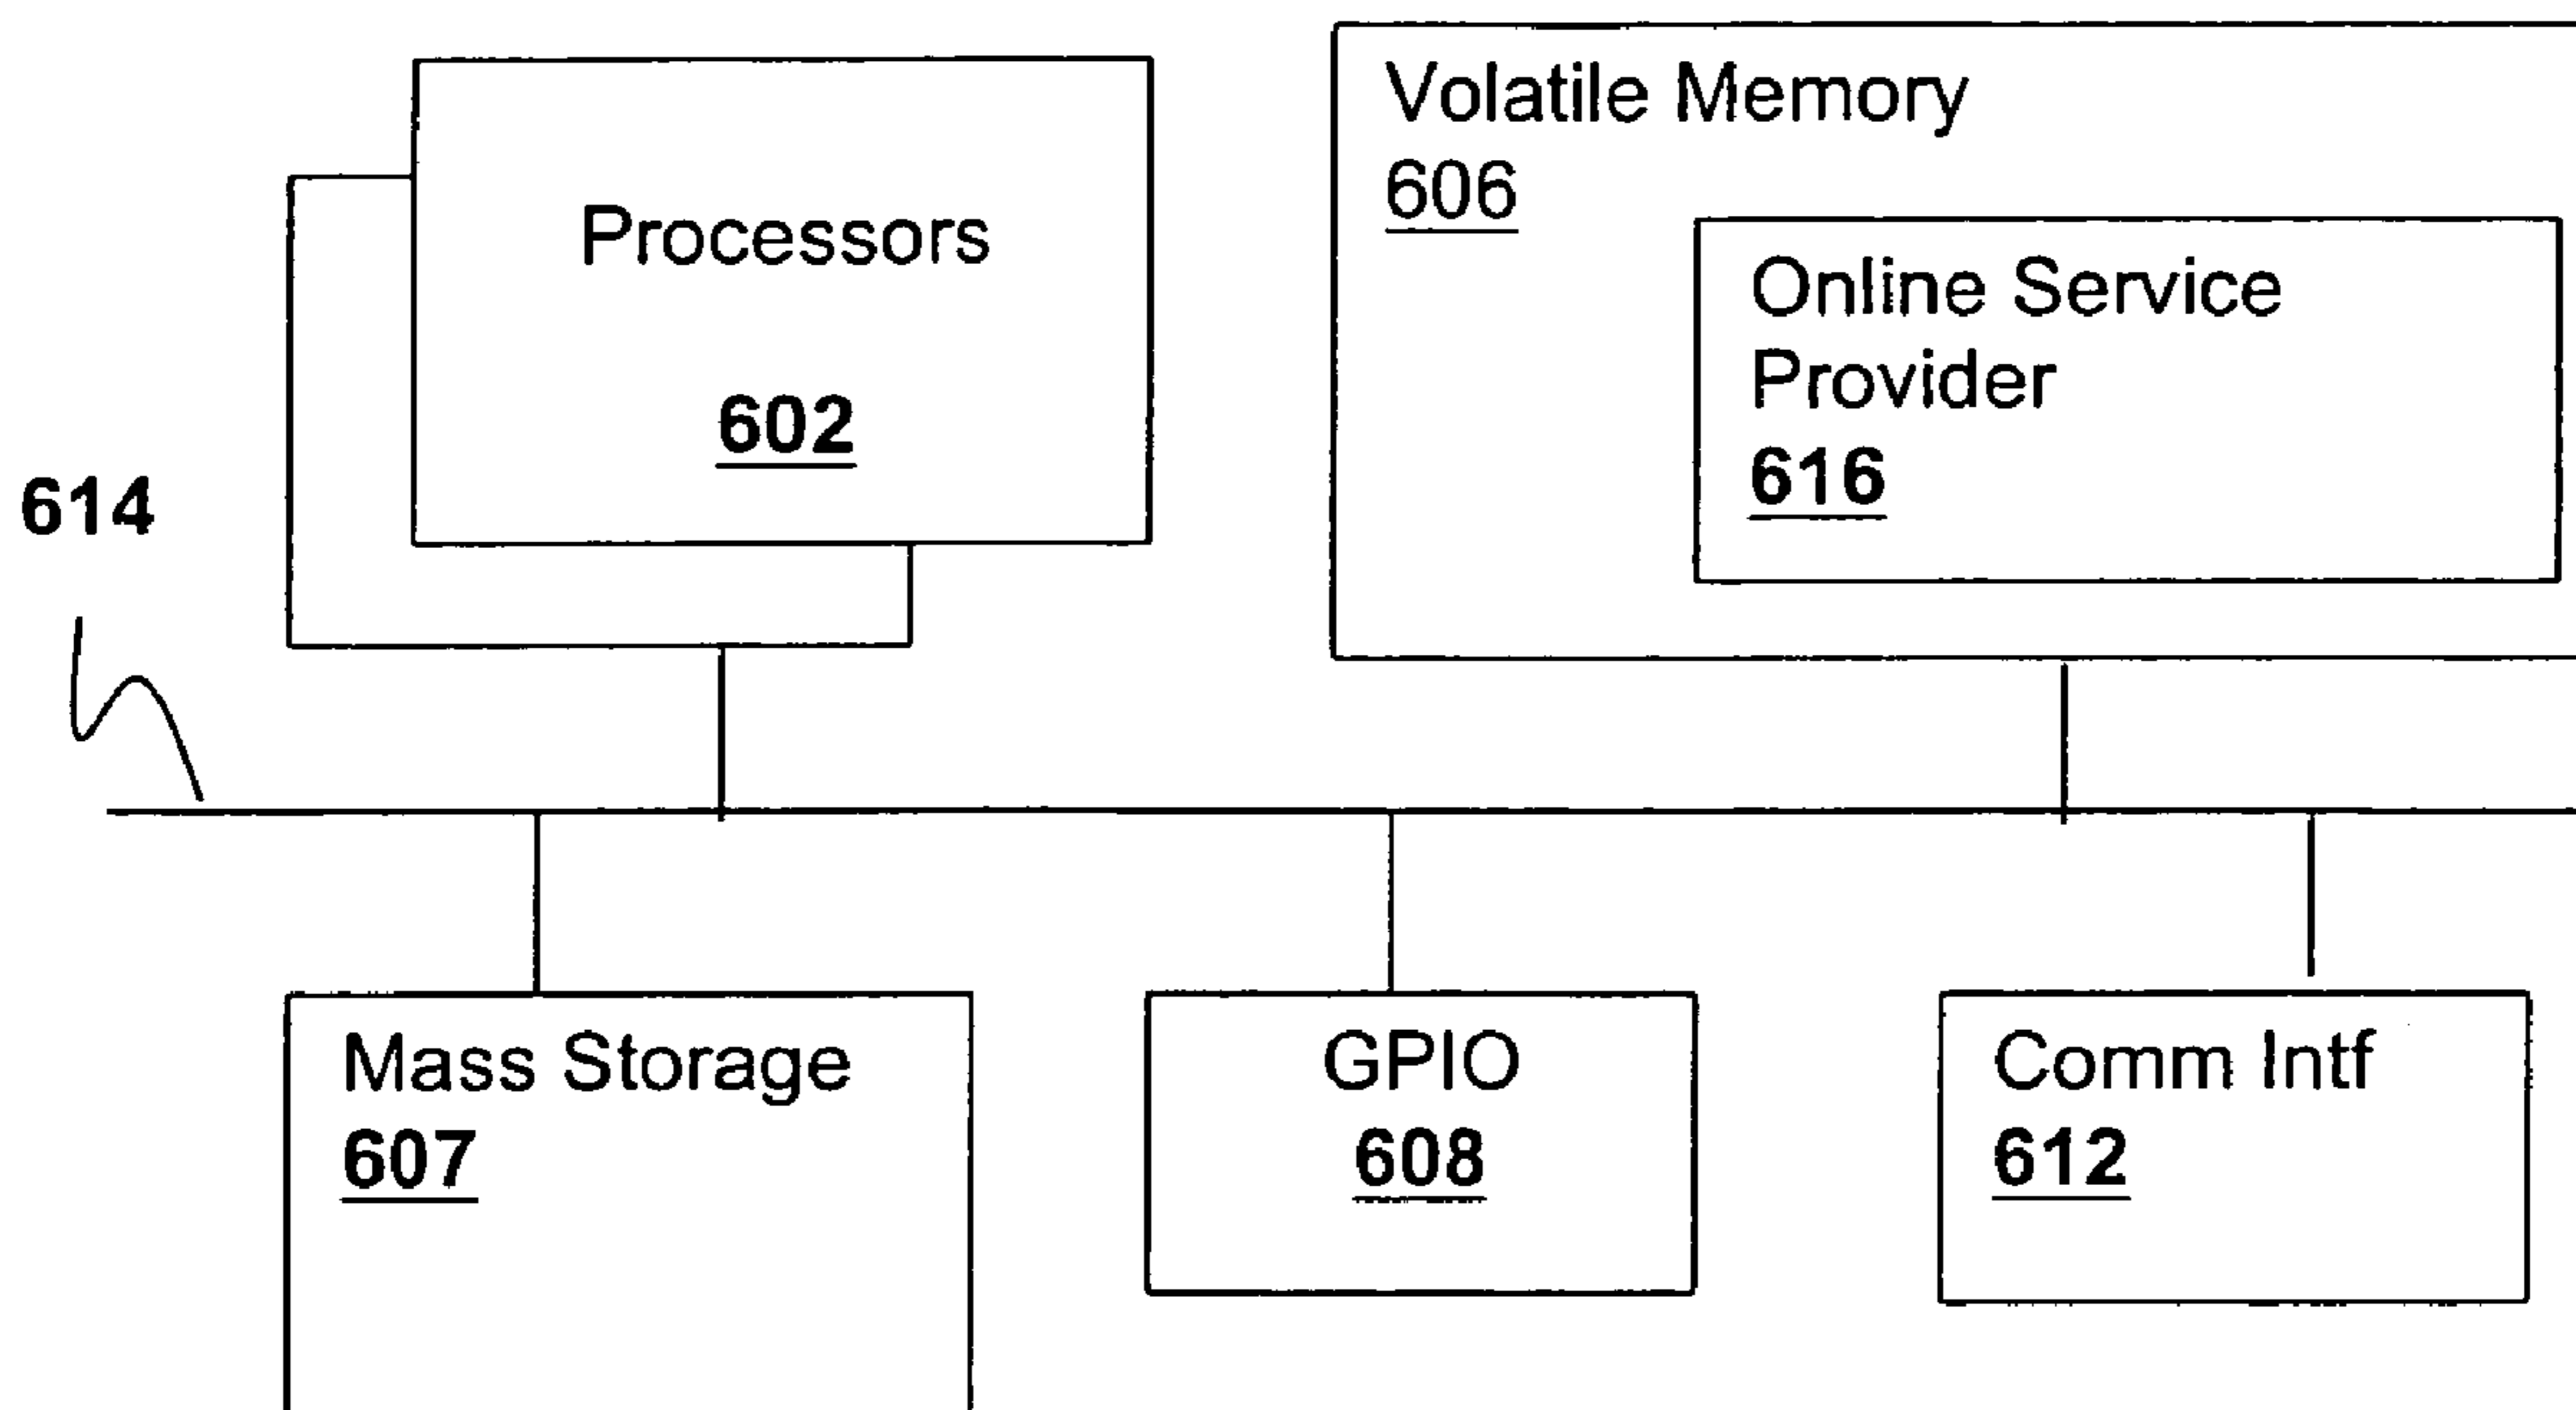 Processors
602
Volatile Memory
606
Online Service
Provider
616
614
Mass Storage
607
GPIO
608
Comm Intf
612